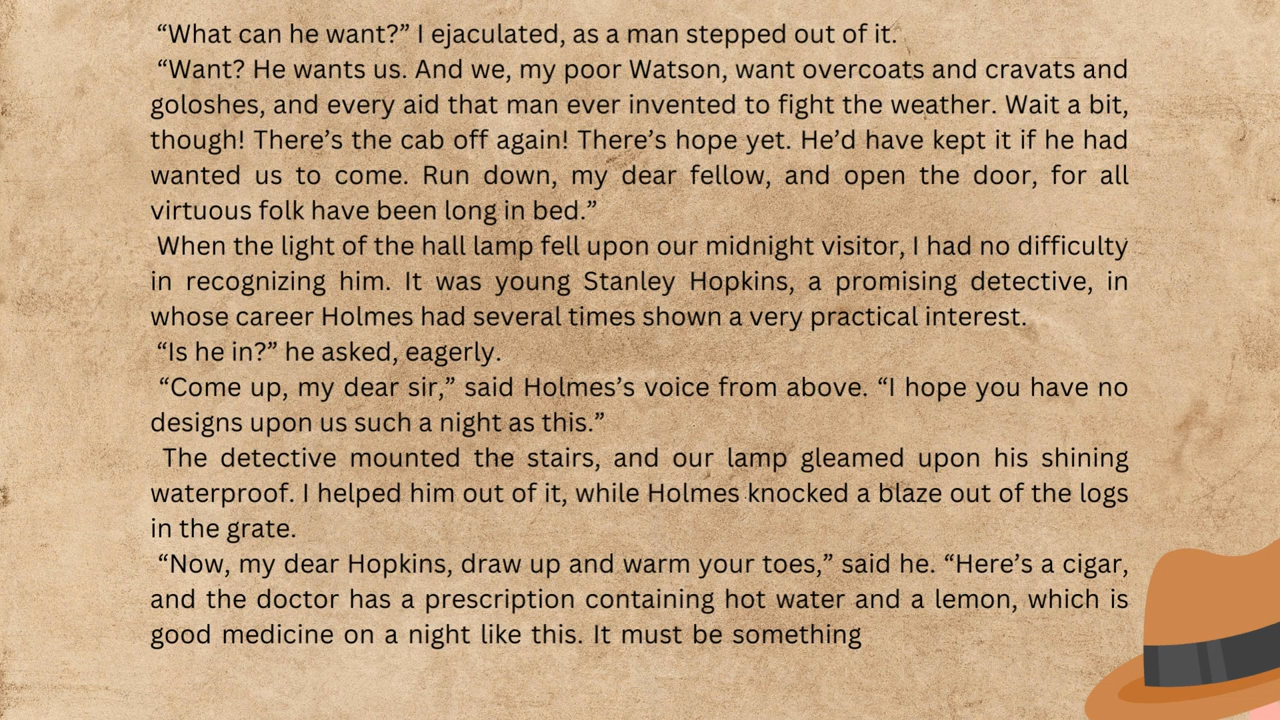 “What can he want?” I ejaculated, as a man stepped out of it.
“Want? He wants us. And we, my poor Watson, want overcoats and cravats and
goloshes, and every aid that man ever invented to fight the weather. Wait a bit,
though! There’s the cab off again! There’s hope yet. He’d have kept it if he had
wanted us to come. Run down, my dear fellow, and open the door, for all
virtuous folk have been long in bed.”
When the light of the hall lamp fell upon our midnight visitor, I had no difficulty
in recognizing him. It was young Stanley Hopkins, a promising detective, in
whose career Holmes had several times shown a very practical interest.
“Is he in?” he asked, eagerly.
“Come up, my dear sir,” said Holmes’s voice from above. “I hope you have no
designs upon us such a night as this.”
The detective mounted the stairs, and our lamp gleamed upon his shining
waterproof. I helped him out of it, while Holmes knocked a blaze out of the logs
in the grate.
“Now, my dear Hopkins, draw up and warm your toes,” said he. “Here’s a cigar,
and the doctor has a prescription containing hot water and a lemon, which is
good medicine on a night like this. It must be something